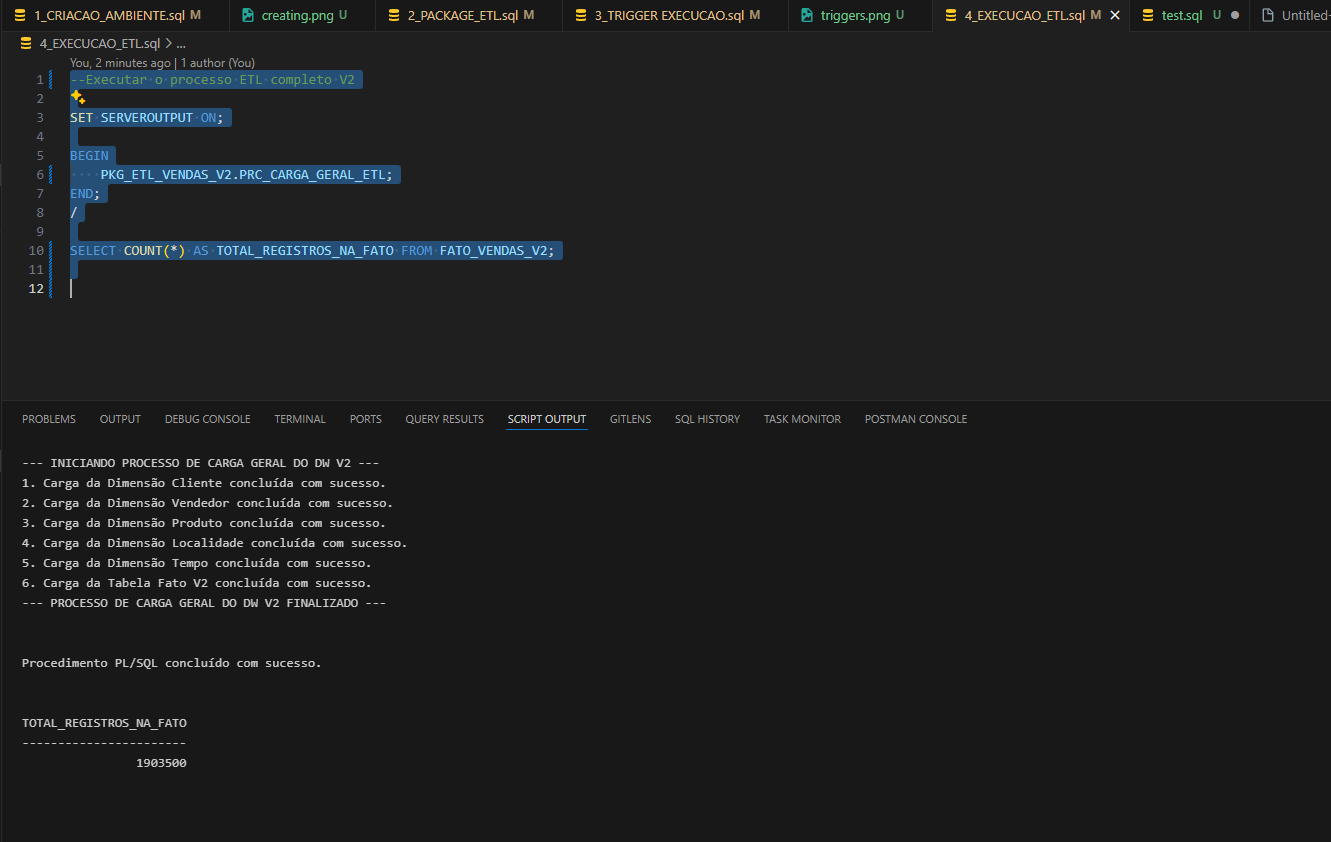 1_CRIACAO_AMBIENTE.sql M creating.png U 2_PACKAGE_ETL.sql M 3_TRIGGER EXECUCAO.sql M triggers.png U 4_EXECUCAO_ETL.sql M test.sql U Untitled-
4_EXECUCAO_ETL.sql > ...
You, 2 minutes ago | 1 author (You)
1 --Executar o processo ETL completo V2
2
3 SET SERVEROUTPUT ON;
4
5 BEGIN
6 PKG_ETL_VENDAS_V2.PRC_CARGA_GERAL_ETL;
7 END;
8 /
9
10 SELECT COUNT(*) AS TOTAL_REGISTROS_NA_FATO FROM FATO_VENDAS_V2;
11
12
PROBLEMS OUTPUT DEBUG CONSOLE TERMINAL PORTS QUERY RESULTS SCRIPT OUTPUT GITLENS SQL HISTORY TASK MONITOR POSTMAN CONSOLE
--- INICIANDO PROCESSO DE CARGA GERAL DO DW V2 ---
1. Carga da Dimensão Cliente concluída com sucesso.
2. Carga da Dimensão Vendedor concluída com sucesso.
3. Carga da Dimensão Produto concluída com sucesso.
4. Carga da Dimensão Localidade concluída com sucesso.
5. Carga da Dimensão Tempo concluída com sucesso.
6. Carga da Tabela Fato V2 concluída com sucesso.
--- PROCESSO DE CARGA GERAL DO DW V2 FINALIZADO ---
Procedimento PL/SQL concluído com sucesso.
TOTAL_REGISTROS_NA_FATO
-----------------------
1903500